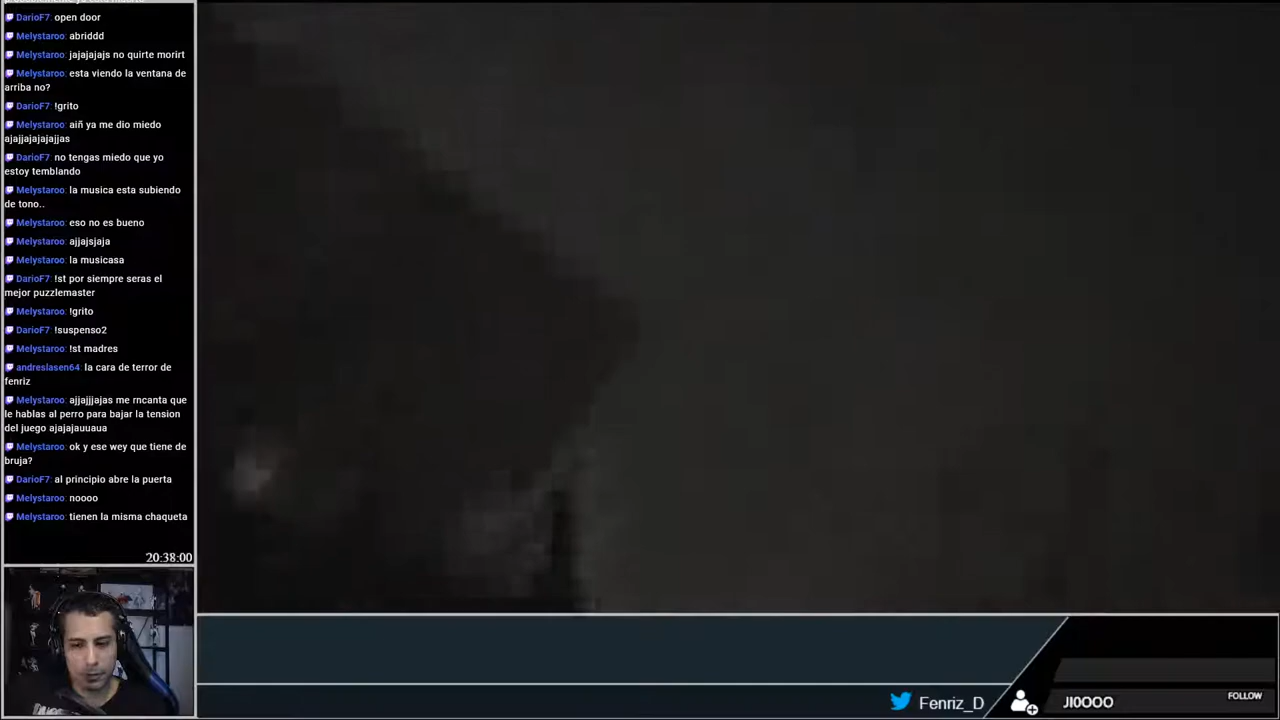 DarioF7: open door
Melystaroo: abriddd
Melystaroo: jajajajajs no quirte morirt
Melystaroo: esta viendo la ventana de
arriba no?
DarioF7: !grito
Melystaroo: aiñ ya me dio miedo
ajajjajajajajjas
DarioF7: no tengas miedo que yo
estoy temblando
Melystaroo: la musica esta subiendo
de tono..
Melystaroo: eso no es bueno
Melystaroo: ajjajsjaja
Melystaroo: la musicasa
DarioF7: !st por siempre seras el
mejor puzzlemaster
Melystaroo: !grito
DarioF7: !suspenso2
Melystaroo: !st madres
andreslasen64: la cara de terror de
fenriz
Melystaroo: ajjajjjajas me rncanta que
le hablas al perro para bajar la tension
del juego ajajajauuaua
Melystaroo: ok y ese wey que tiene de
bruja?
DarioF7: al principio abre la puerta
Melystaroo: noooo
Melystaroo: tienen la misma chaqueta
20:38:00
Fenriz_D
JI0OOO
FOLLOW